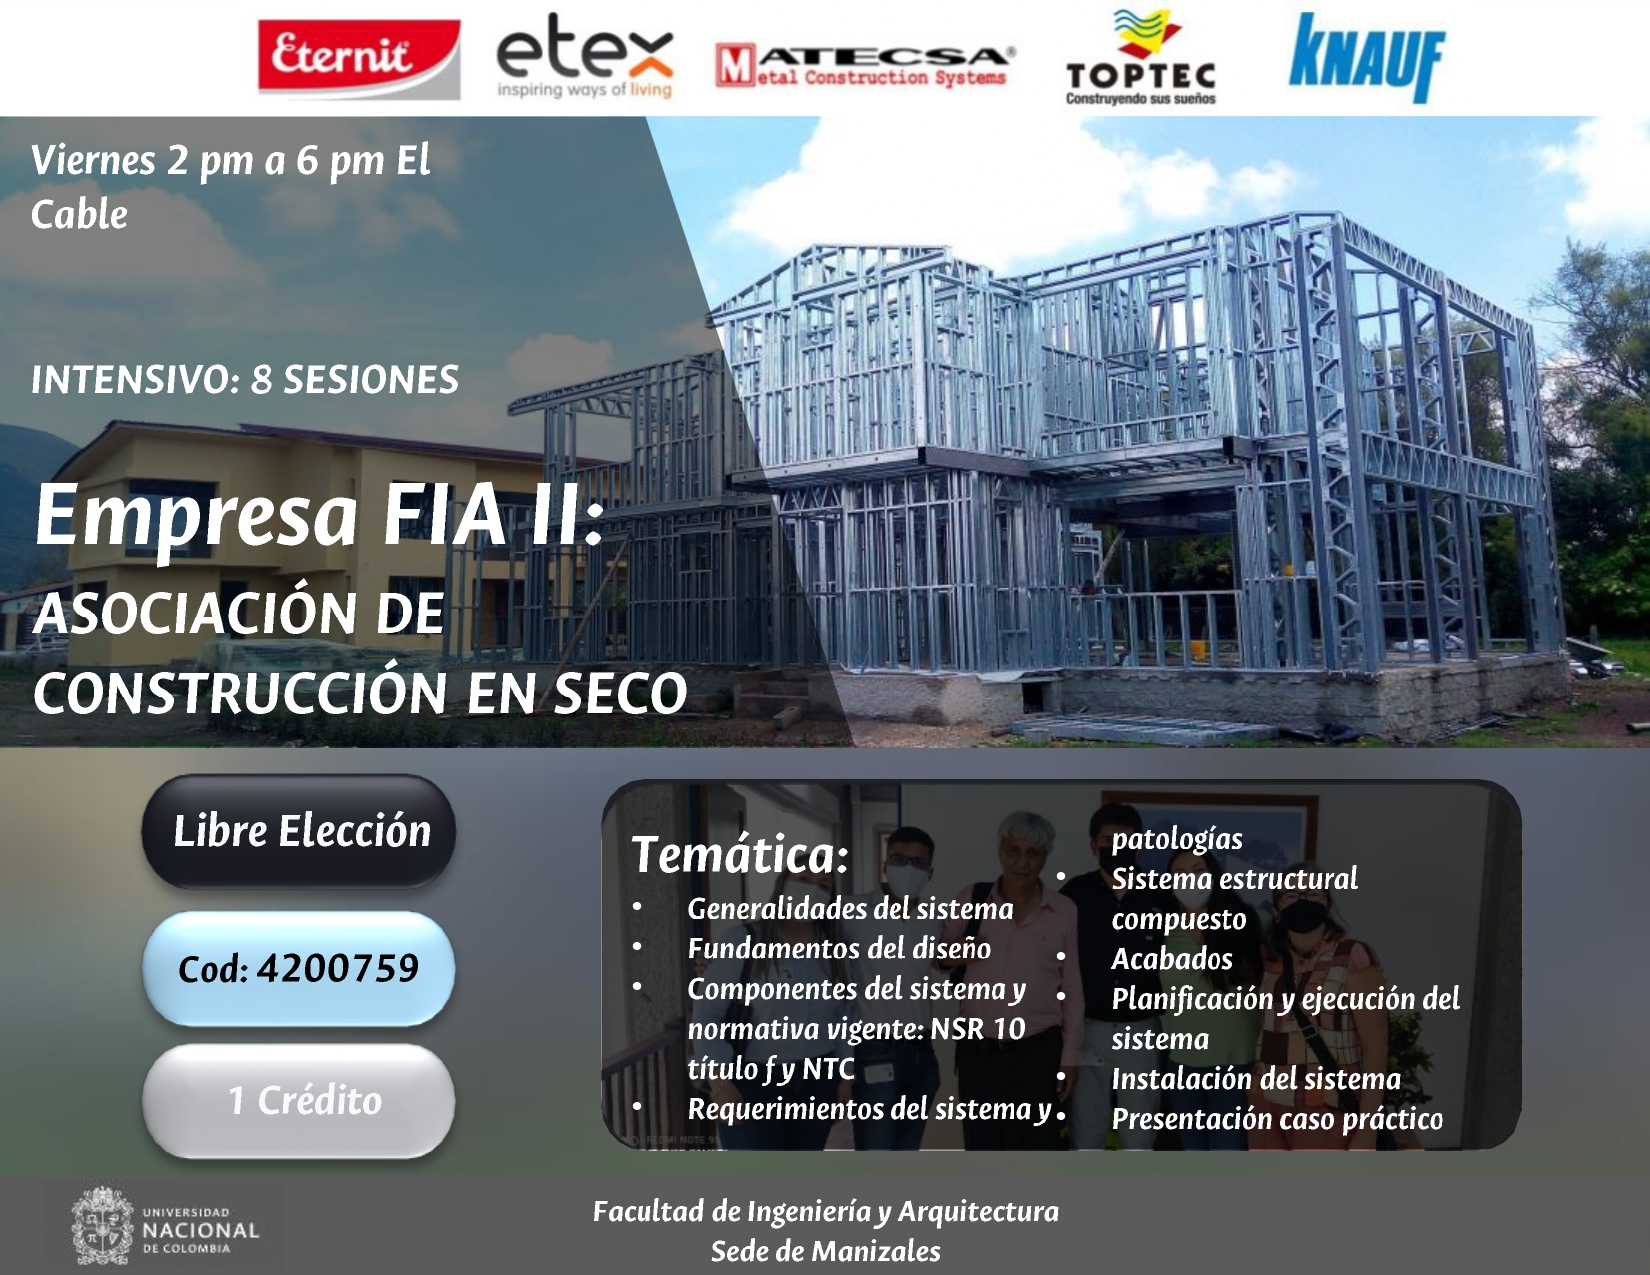 Eternit
etex
inspiring ways of living
MATECSA®
Metal Construction Systems
TOPTEC
Construyendo sus sueños
KNAUF
Viernes 2 pm a 6 pm El
Cable
INTENSIVO: 8 SESIONES
Empresa FIA II:
ASOCIACIÓN DE
CONSTRUCCIÓN EN SECO
Libre Elección
Cod: 4200759
1 Crédito
Temática:
• Generalidades del sistema
• Fundamentos del diseño
• Componentes del sistema y
normativa vigente: NSR 10
título f y NTC
• Requerimientos del sistema y
patologías
• Sistema estructural
compuesto
• Acabados
• Planificación y ejecución del
sistema
• Instalación del sistema
• Presentación caso práctico
REDMI NOTE
UNIVERSIDAD
NACIONAL
DE COLOMBIA
Facultad de Ingeniería y Arquitectura
Sede de Manizales